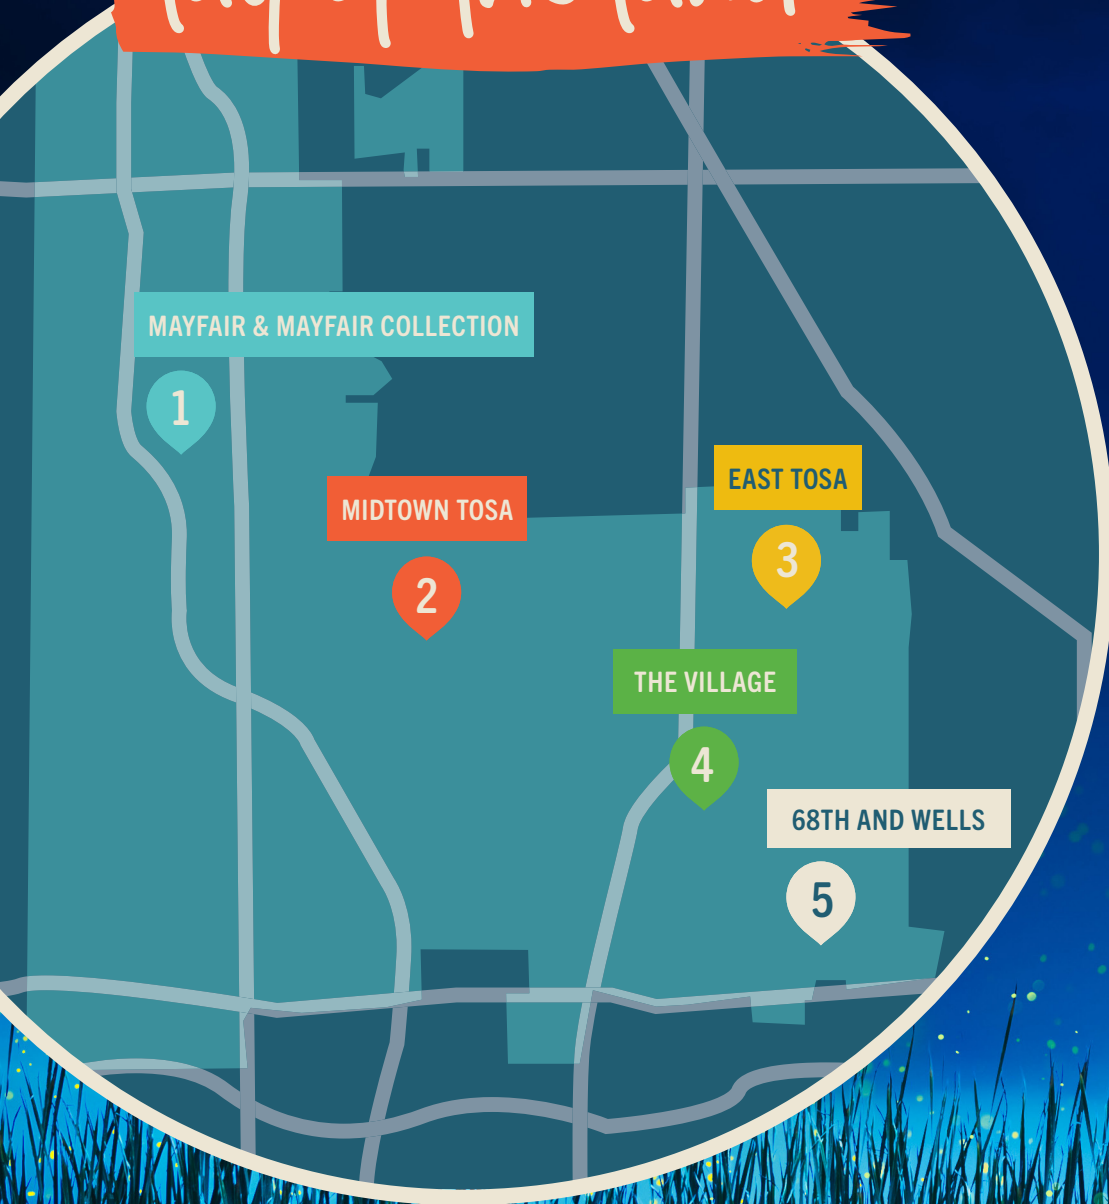 MAYFAIR & MAYFAIR COLLECTION
1
MIDTOWN TOSA
2
EAST TOSA
3
THE VILLAGE
4
68TH AND WELLS
5